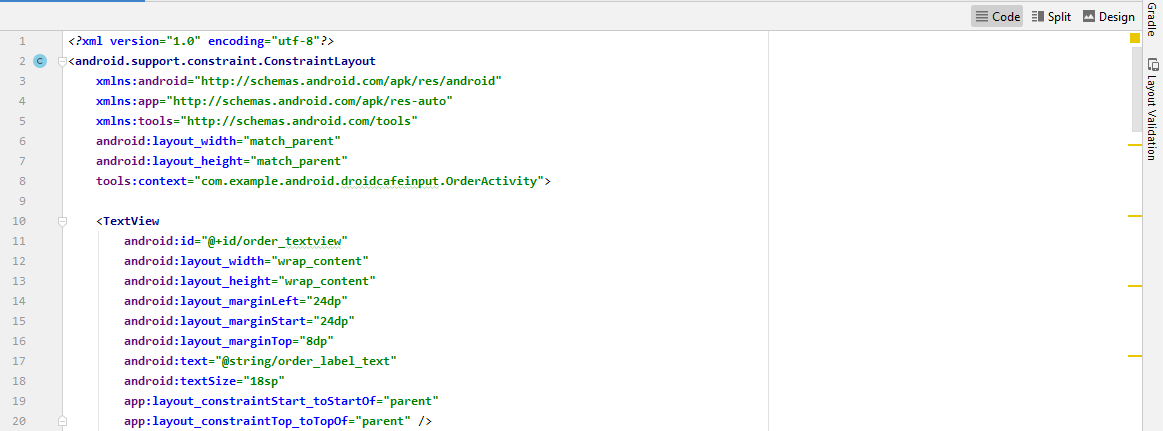 Code Split Design
1 <?xml version="1.0" encoding="utf-8"?>
2 C <android.support.constraint.ConstraintLayout
3 xmlns:android="http://schemas.android.com/apk/res/android"
4 xmlns:app="http://schemas.android.com/apk/res-auto"
5 xmlns:tools="http://schemas.android.com/tools"
6 android:layout_width="match_parent"
7 android:layout_height="match_parent"
8 tools:context="com.example.android.droidcafeinput.OrderActivity">
9
10 <TextView
11 android:id="@+id/order_textview"
12 android:layout_width="wrap_content"
13 android:layout_height="wrap_content"
14 android:layout_marginLeft="24dp"
15 android:layout_marginStart="24dp"
16 android:layout_marginTop="8dp"
17 android:text="@string/order_label_text"
18 android:textSize="18sp"
19 app:layout_constraintStart_toStartOf="parent"
20 app:layout_constraintTop_toTopOf="parent" />
Gradle
Layout Validation